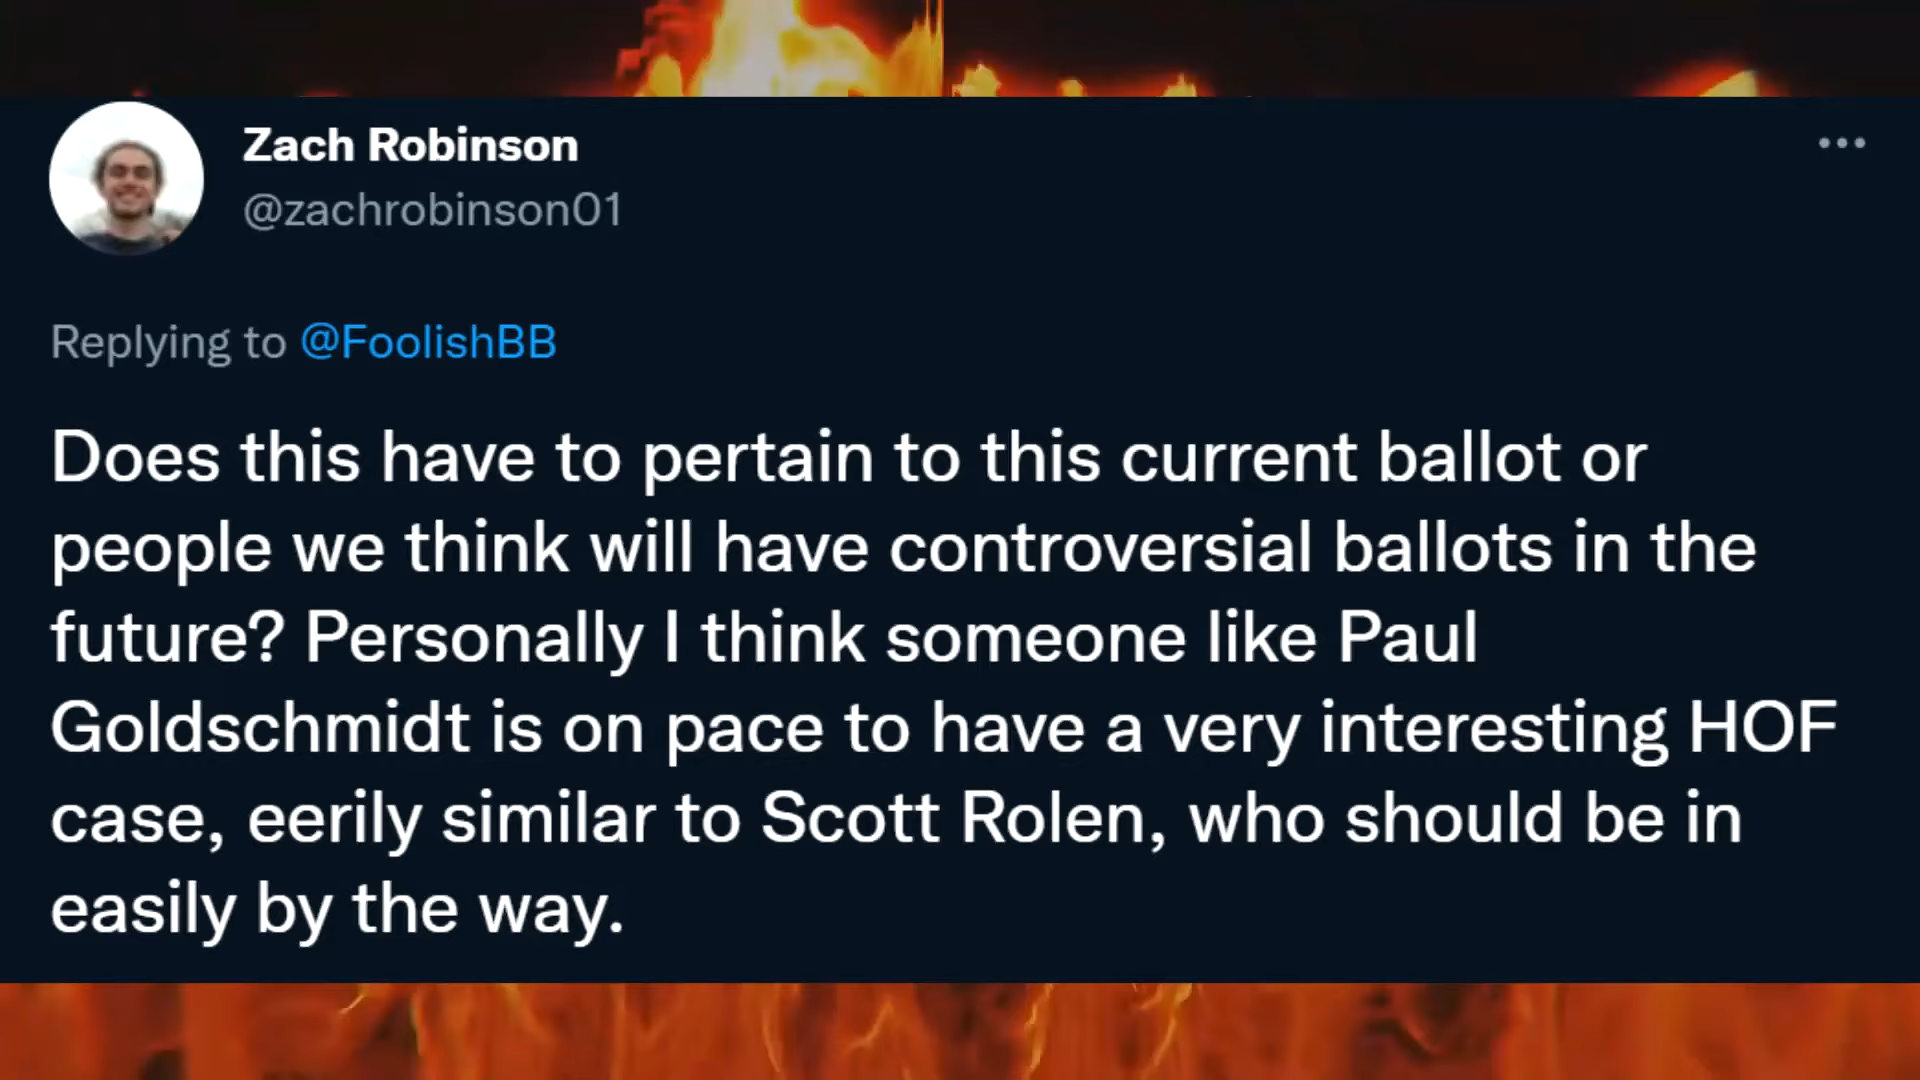 Zach Robinson
@zachrobinson01
Replying to @FoolishBB
Does this have to pertain to this current ballot or
people we think will have controversial ballots in the
future? Personally I think someone like Paul
Goldschmidt is on pace to have a very interesting HOF
case, eerily similar to Scott Rolen, who should be in
easily by the way.